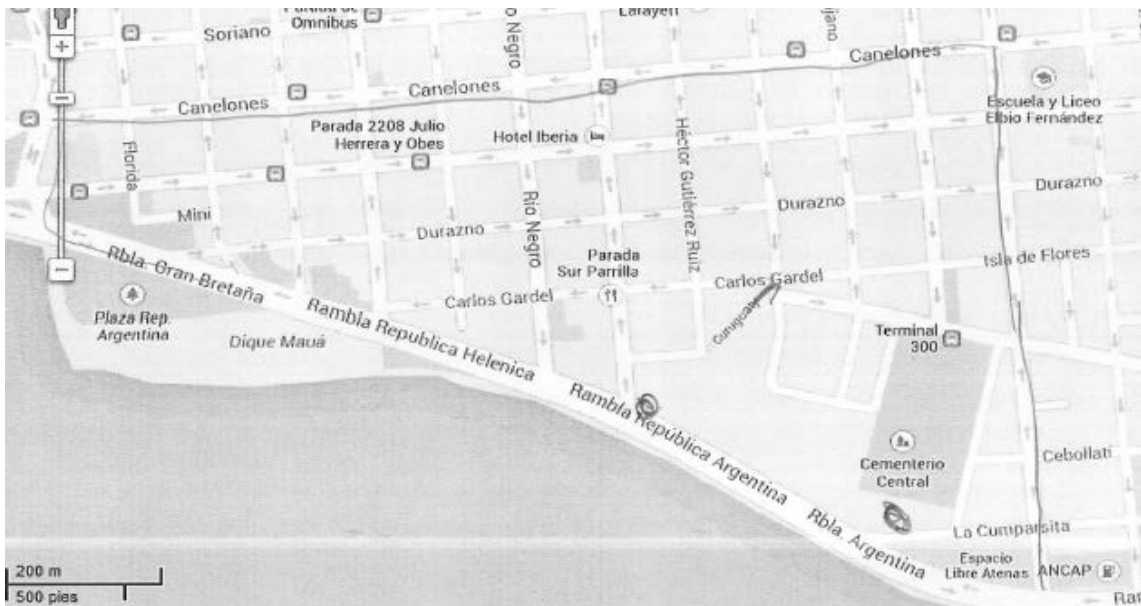 Omnibus
Soriano
Río Negro
Lafayett
Canelones
Canelones
Canelones
Escuela y Liceo
Elbio Fernández
Parada 2208 Julio
Herrera y Obes
Hotel Iberia
Florida
Héctor Gutiérrez Ruiz
Mini
Durazno
Durazno
Durazno
Río Negro
Rbla. Gran-Bretaña
Parada
Sur Parrilla
Carlos Gardel
Carlos Gardel
Isla de Flores
Plaza Rep.
Argentina
Dique Mauá
Rambla Republica Helenica
Curuguaty
Terminal
300
Rambla República Argentina
Cementerio
Central
Cebollatí
Rbla. Argentina
La Cumparsita
Espacio
Libre Atenas
ANCAP
200 m
500 pies